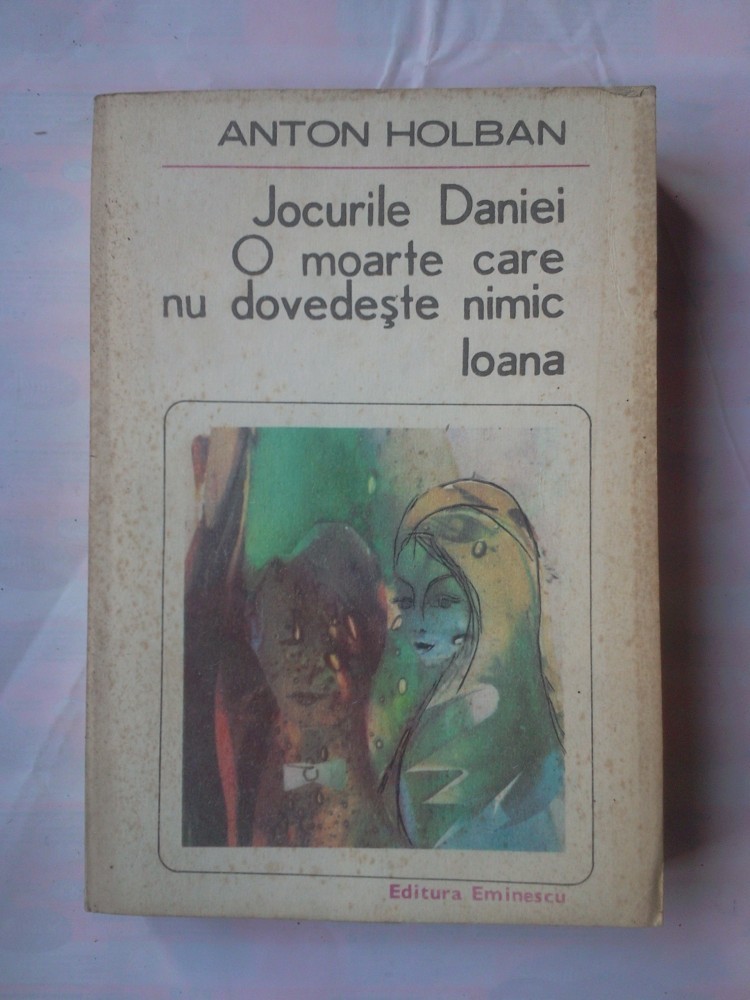 ANTON HOLBAN
Jocurile Daniei
O moarte care
nu dovedeşte nimic
Ioana
Editura Eminescu